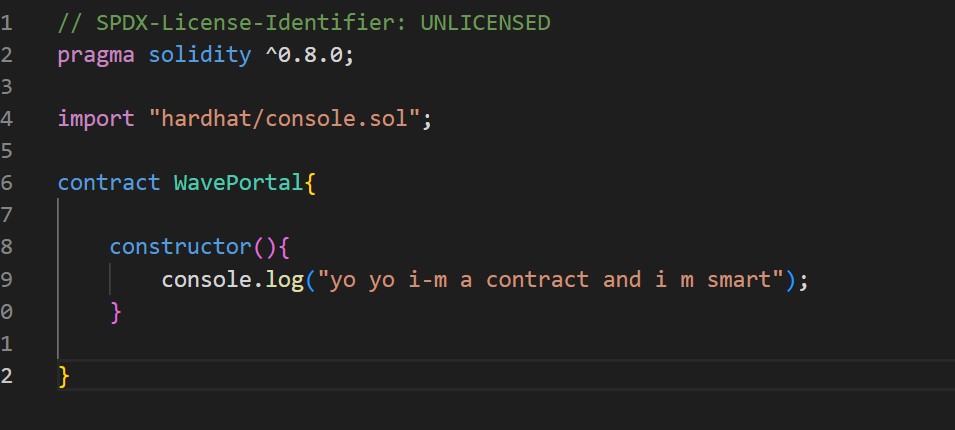 1 // SPDX-License-Identifier: UNLICENSED
2 pragma solidity ^0.8.0;
3
4 import "hardhat/console.sol";
5
6 contract WavePortal{
7
8 constructor(){
9 console.log("yo yo i-m a contract and i m smart");
0 }
1
2 }